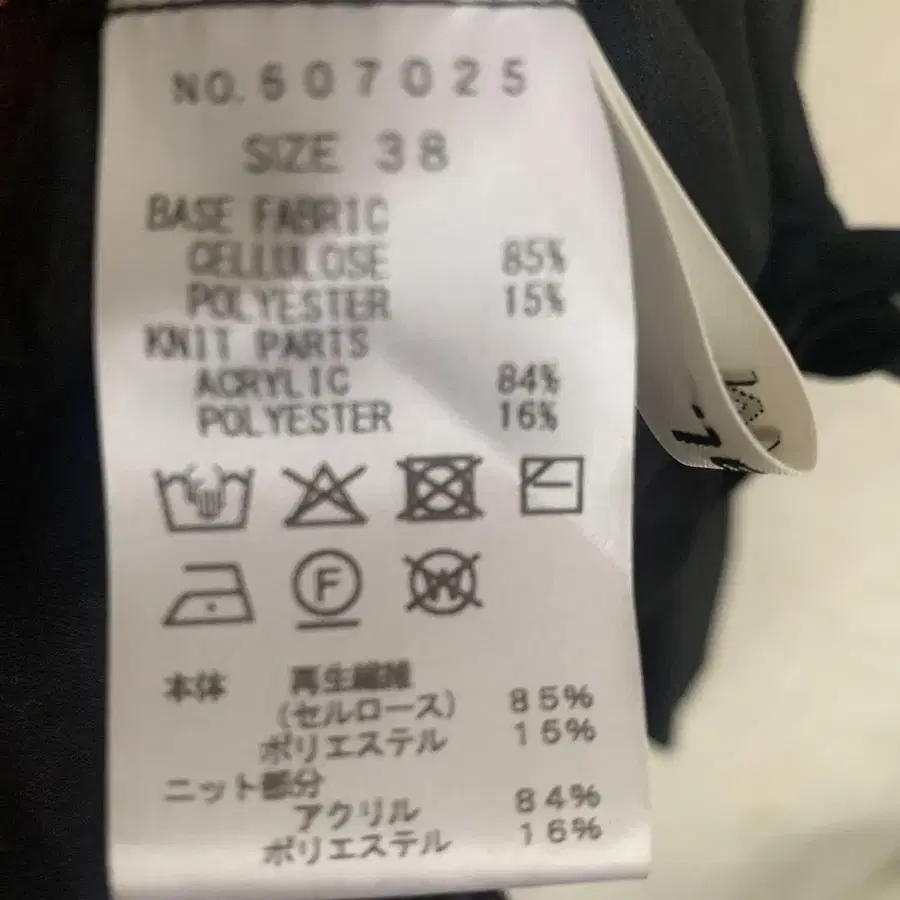 NO. 607025
SIZE 38
BASE FABRIC
CELLULOSE 85%
POLYESTER 15%
KNIT PARTS
ACRYLIC 84%
POLYESTER 16%
F
W
本体 再生繊維
(セルロース) 85%
ポリエステル 15%
ニット部分
アクリル 84%
ポリエステル 16%